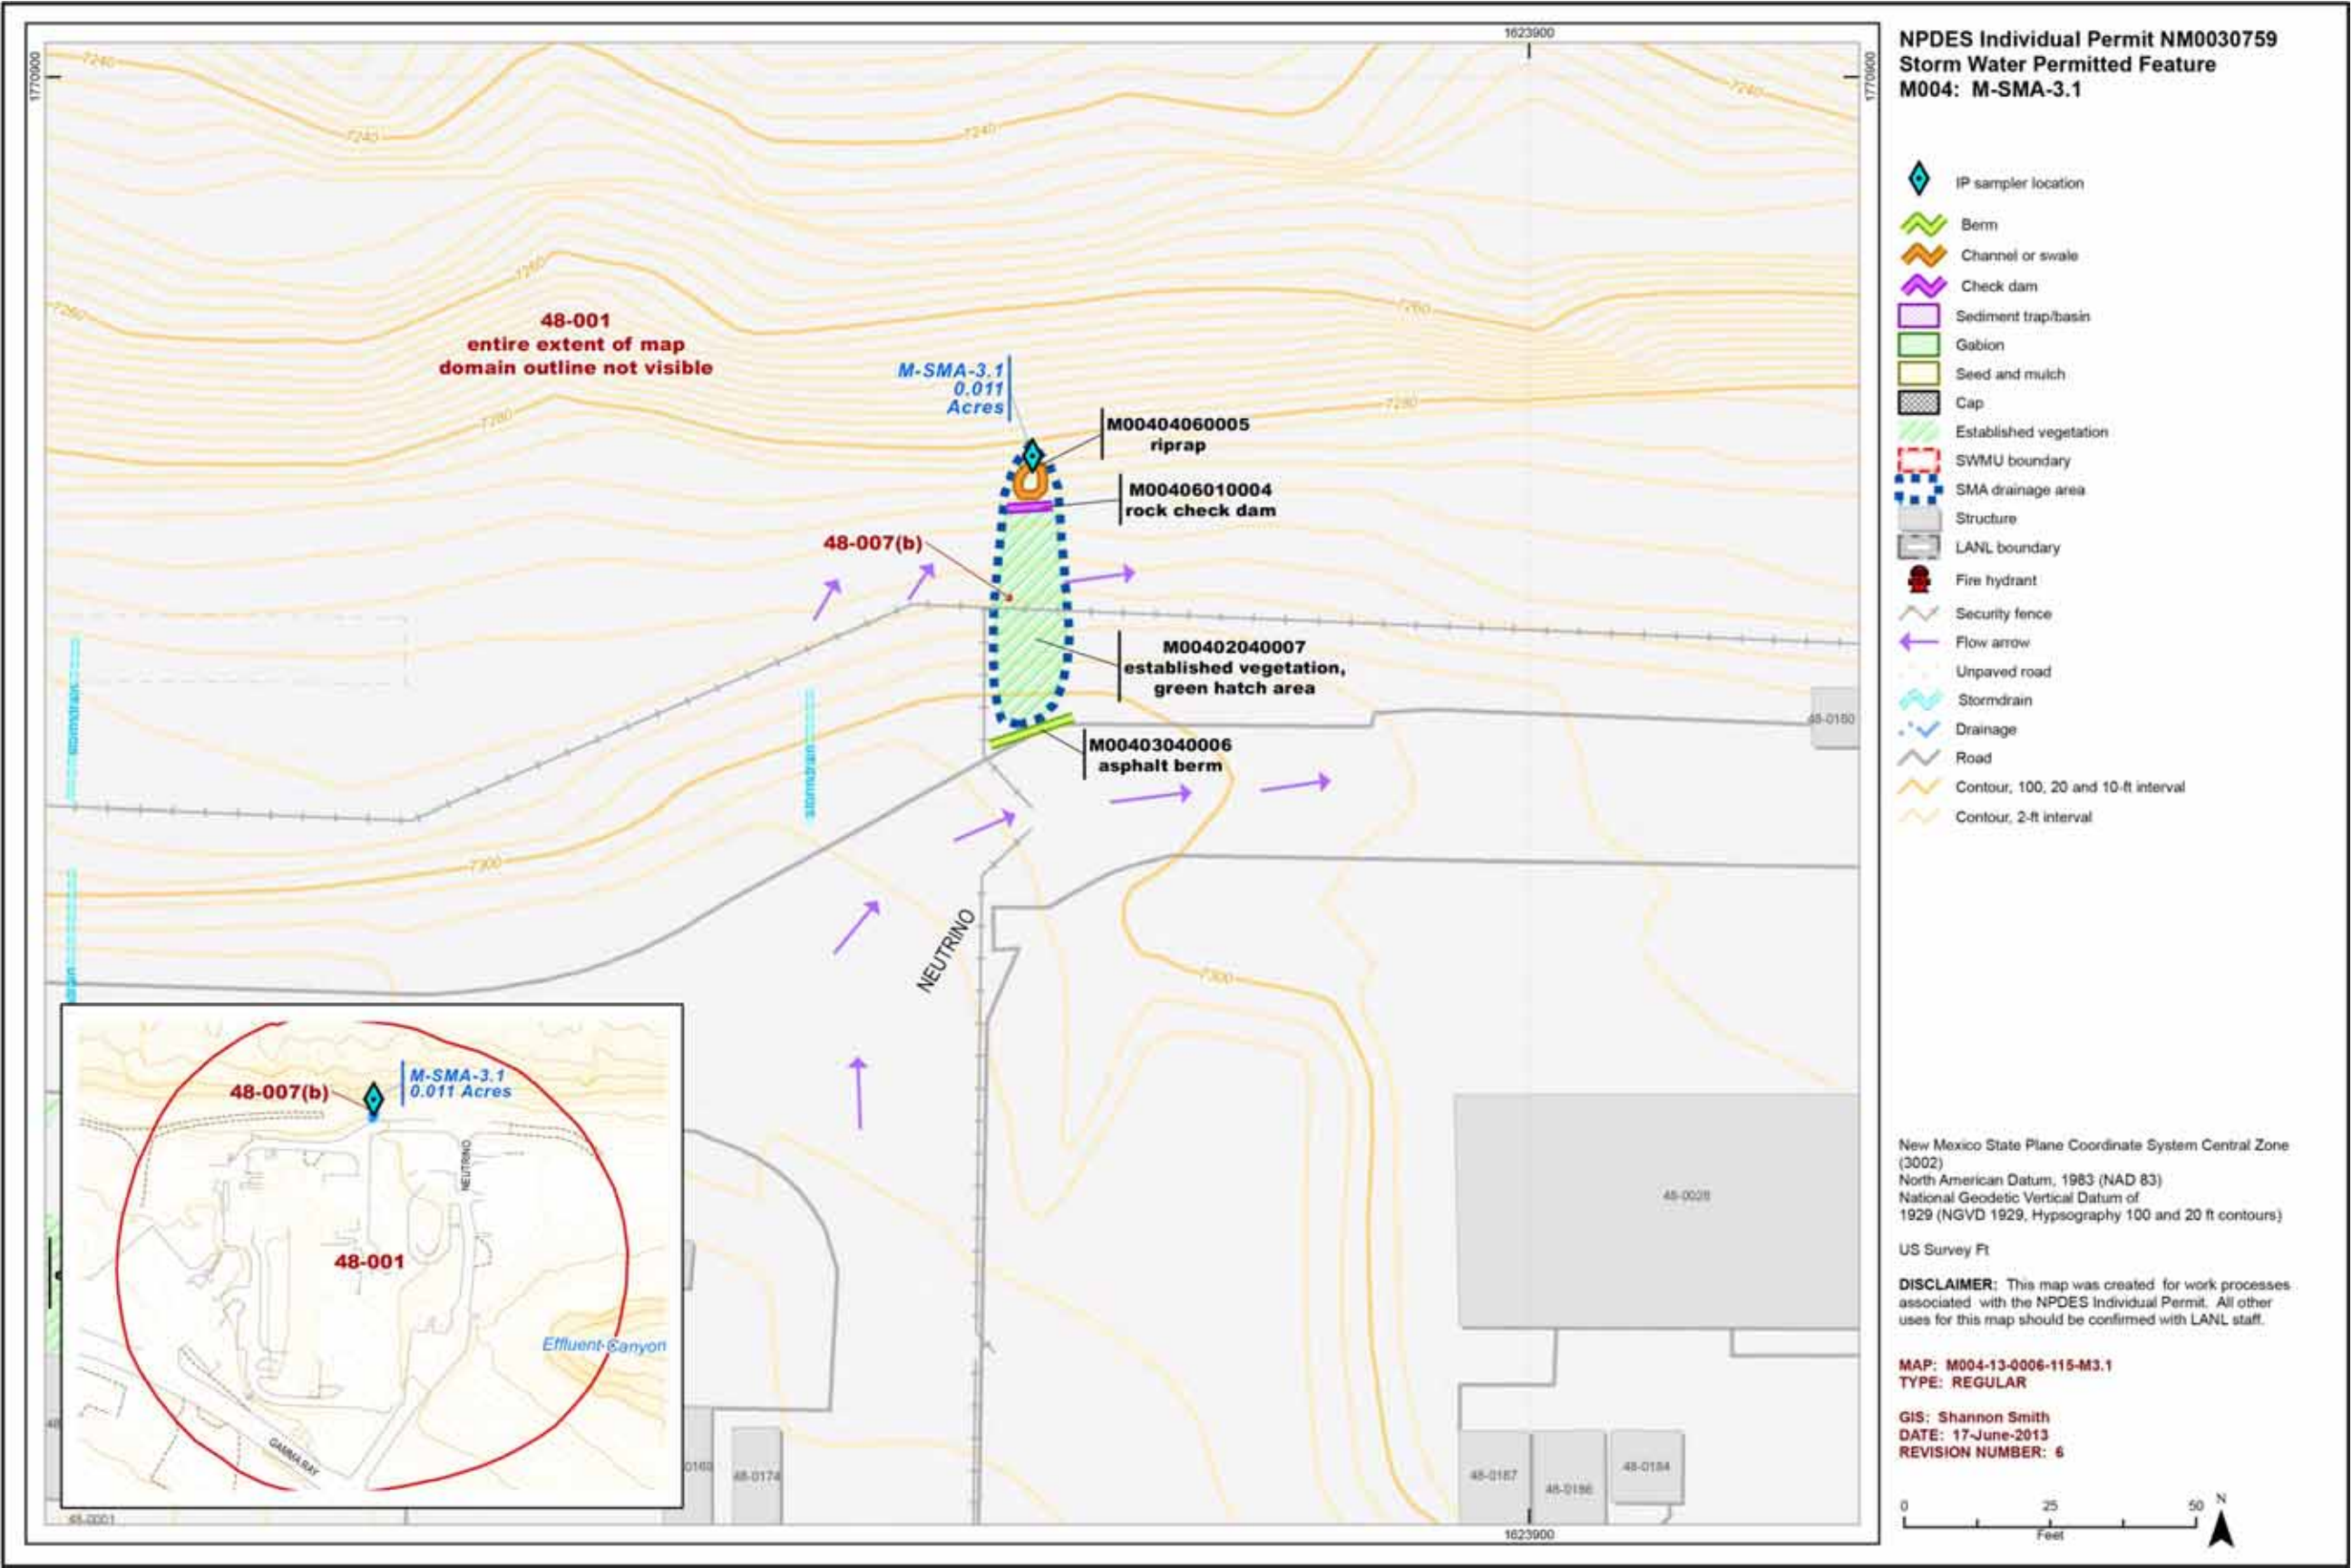 1623900
1770900
1770900
7240
7240
7240
7240
7260
7260
7260
48-001
entire extent of map
domain outline not visible
M-SMA-3.1
0.011
Acres
7280
7280
M00404060005
riprap
M00406010004
rock check dam
48-007(b)
M00402040007
established vegetation,
green hatch area
M00403040006
asphalt berm
48-0160
stormdrain
stormdrain
7300
NEUTRINO
7300
48-0028
48-0174
48-0167
48-0186
48-0184
48-0001
1623900
48-007(b)
M-SMA-3.1
0.011 Acres
NEUTRINO
48-001
Effluent-Canyon
GAMMA RAY
NPDES Individual Permit NM0030759
Storm Water Permitted Feature
M004: M-SMA-3.1
IP sampler location
Berm
Channel or swale
Check dam
Sediment trap/basin
Gabion
Seed and mulch
Cap
Established vegetation
SWMU boundary
SMA drainage area
Structure
LANL boundary
Fire hydrant
Security fence
Flow arrow
Unpaved road
Stormdrain
Drainage
Road
Contour, 100, 20 and 10-ft interval
Contour, 2-ft interval
New Mexico State Plane Coordinate System Central Zone
(3002)
North American Datum, 1983 (NAD 83)
National Geodetic Vertical Datum of
1929 (NGVD 1929, Hypsography 100 and 20 ft contours)
US Survey Ft
DISCLAIMER: This map was created for work processes
associated with the NPDES Individual Permit. All other
uses for this map should be confirmed with LANL staff.
MAP: M004-13-0006-115-M3.1
TYPE: REGULAR
GIS: Shannon Smith
DATE: 17-June-2013
REVISION NUMBER: 6
0 25 50 N
Feet